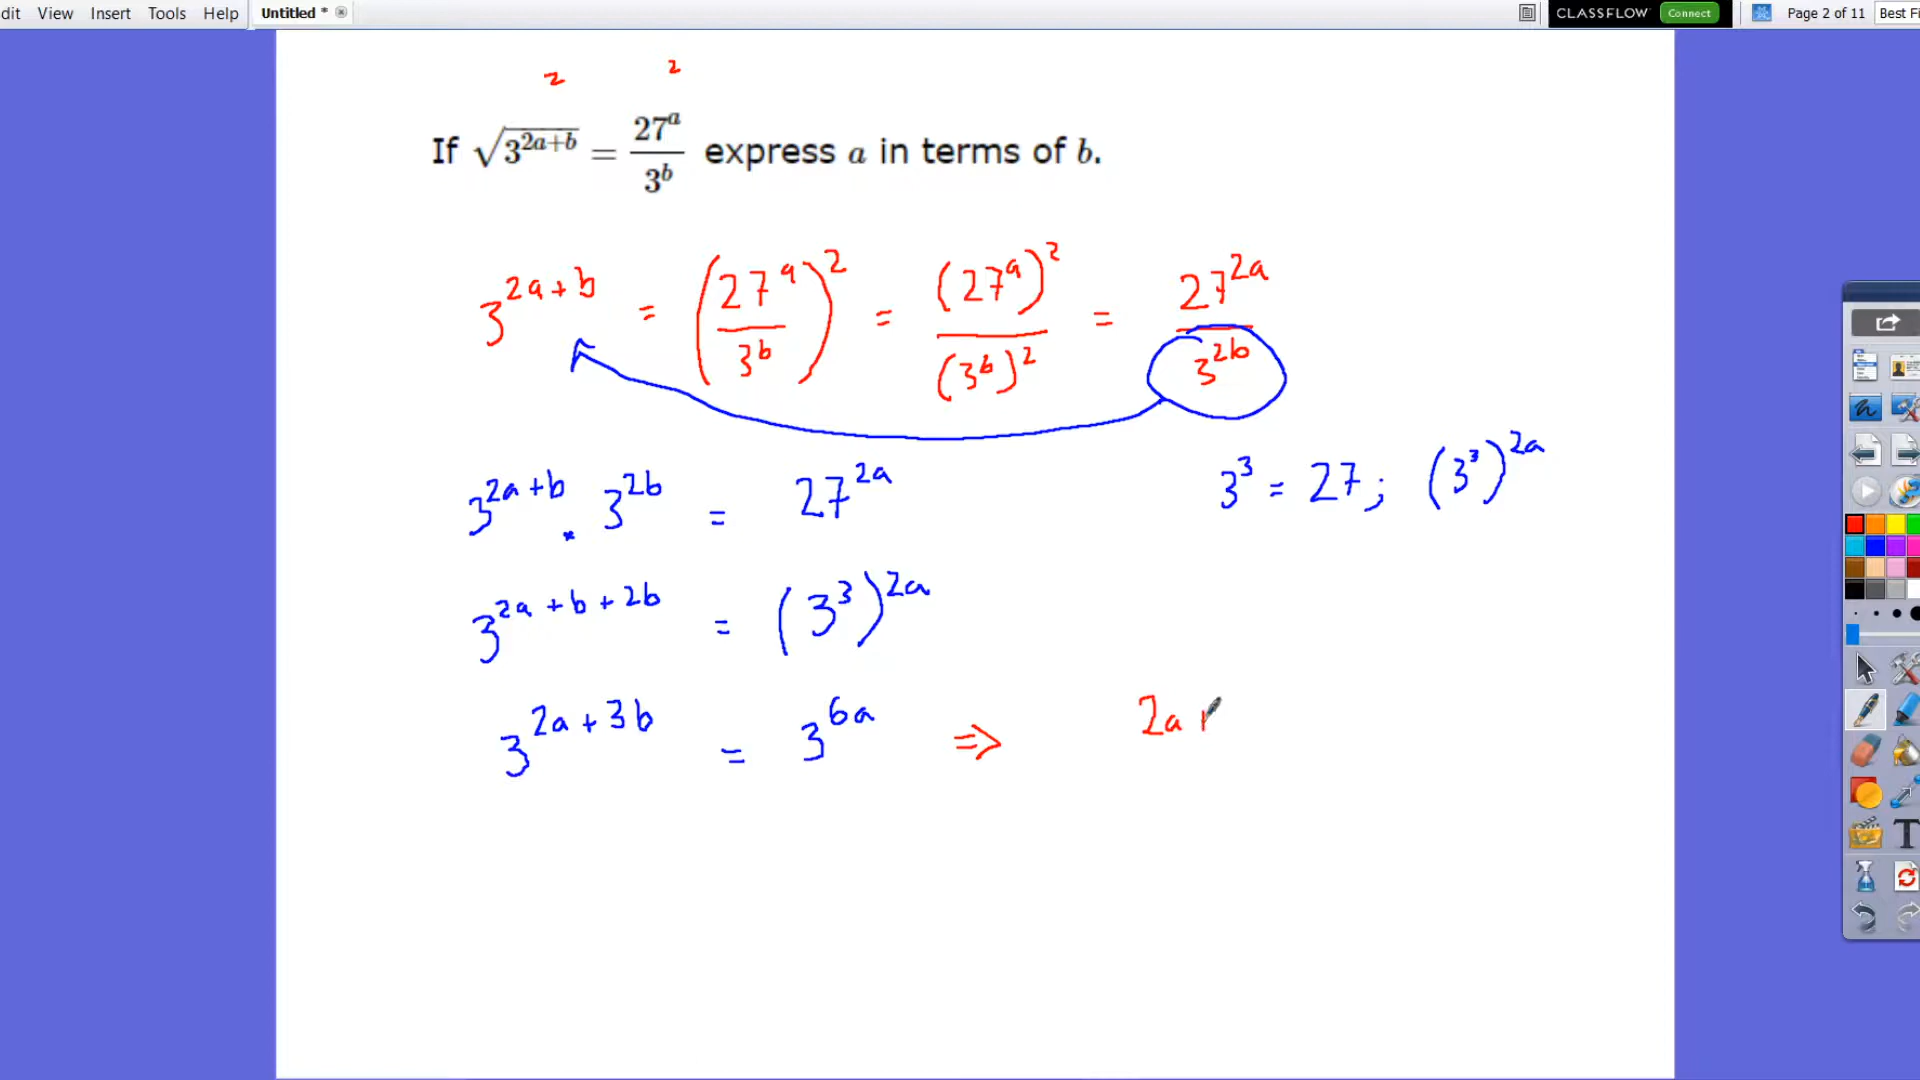 dit View Insert Tools Help Untitled * CLASSFLOW Connect Page 2 of 11 Best Fi
2 2
If √3^{2a+b} = 27^a / 3^b express a in terms of b.
3^{2a+b} = (27^a / 3^b)^2 = (27^a)^2 / (3^b)^2 = 27^{2a} / 3^{2b}
3^{2a+b} . 3^{2b} = 27^{2a} 3^3 = 27; (3^3)^{2a}
3^{2a+b+2b} = (3^3)^{2a}
3^{2a+3b} = 3^{6a} => 2a +
T